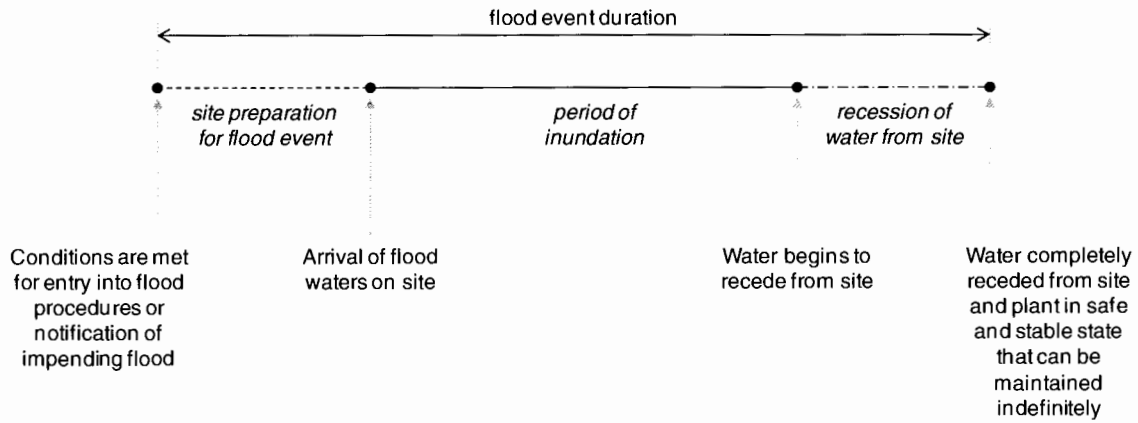 flood event duration
site preparation
for flood event
period of
inundation
recession of
water from site
Conditions are met
for entry into flood
procedures or
notification of
impending flood
Arrival of flood
waters on site
Water begins to
recede from site
Water completely
receded from site
and plant in safe
and stable state
that can be
maintained
indefinitely